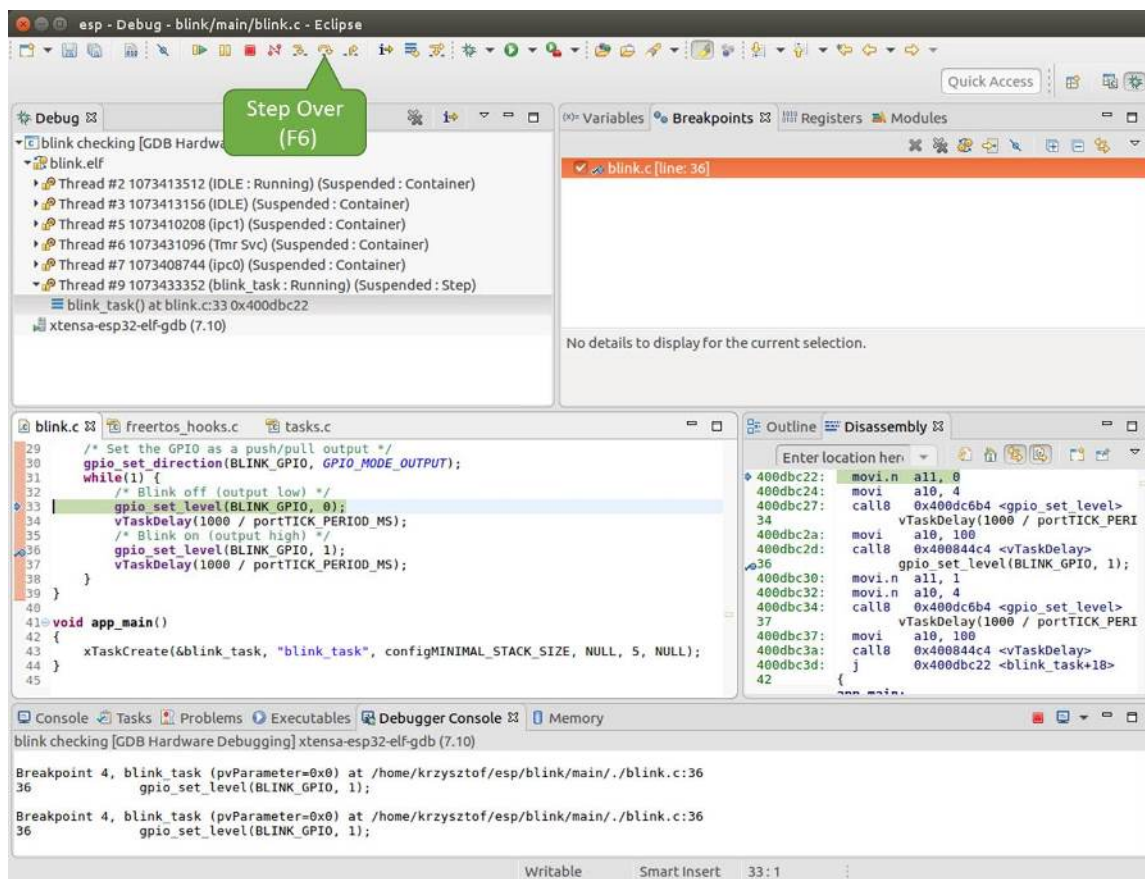 esp - Debug - blink/main/blink.c - Eclipse
Quick Access
Step Over
(F6)
Debug
blink checking [GDB Hardwa
blink.elf
Thread #2 1073413512 (IDLE : Running) (Suspended : Container)
Thread #3 1073413156 (IDLE) (Suspended : Container)
Thread #5 1073410208 (ipc1) (Suspended : Container)
Thread #6 1073431096 (Tmr Svc) (Suspended : Container)
Thread #7 1073408744 (ipc0) (Suspended : Container)
Thread #9 1073433352 (blink_task : Running) (Suspended : Step)
blink_task() at blink.c:33 0x400dbc22
xtensa-esp32-elf-gdb (7.10)
(x)= Variables Breakpoints Registers Modules
blink.c [line: 36]
No details to display for the current selection.
blink.c freertos_hooks.c tasks.c
29 /* Set the GPIO as a push/pull output */
30 gpio_set_direction(BLINK_GPIO, GPIO_MODE_OUTPUT);
31 while(1) {
32 /* Blink off (output low) */
33 gpio_set_level(BLINK_GPIO, 0);
34 vTaskDelay(1000 / portTICK_PERIOD_MS);
35 /* Blink on (output high) */
36 gpio_set_level(BLINK_GPIO, 1);
37 vTaskDelay(1000 / portTICK_PERIOD_MS);
38 }
39 }
40
41 void app_main()
42 {
43 xTaskCreate(&blink_task, "blink_task", configMINIMAL_STACK_SIZE, NULL, 5, NULL);
44 }
45
Outline Disassembly
Enter location her
400dbc22: movi.n a11, 0
400dbc24: movi a10, 4
400dbc27: call8 0x400dc6b4 <gpio_set_level>
34 vTaskDelay(1000 / portTICK_PERI
400dbc2a: movi a10, 100
400dbc2d: call8 0x400844c4 <vTaskDelay>
36 gpio_set_level(BLINK_GPIO, 1);
400dbc30: movi.n a11, 1
400dbc32: movi.n a10, 4
400dbc34: call8 0x400dc6b4 <gpio_set_level>
37 vTaskDelay(1000 / portTICK_PERI
400dbc37: movi a10, 100
400dbc3a: call8 0x400844c4 <vTaskDelay>
400dbc3d: j 0x400dbc22 <blink_task+18>
42 {
app_main:
Console Tasks Problems Executables Debugger Console Memory
blink checking [GDB Hardware Debugging] xtensa-esp32-elf-gdb (7.10)
Breakpoint 4, blink_task (pvParameter=0x0) at /home/krzysztof/esp/blink/main/./blink.c:36
36 gpio_set_level(BLINK_GPIO, 1);
Breakpoint 4, blink_task (pvParameter=0x0) at /home/krzysztof/esp/blink/main/./blink.c:36
36 gpio_set_level(BLINK_GPIO, 1);
Writable Smart Insert 33 : 1